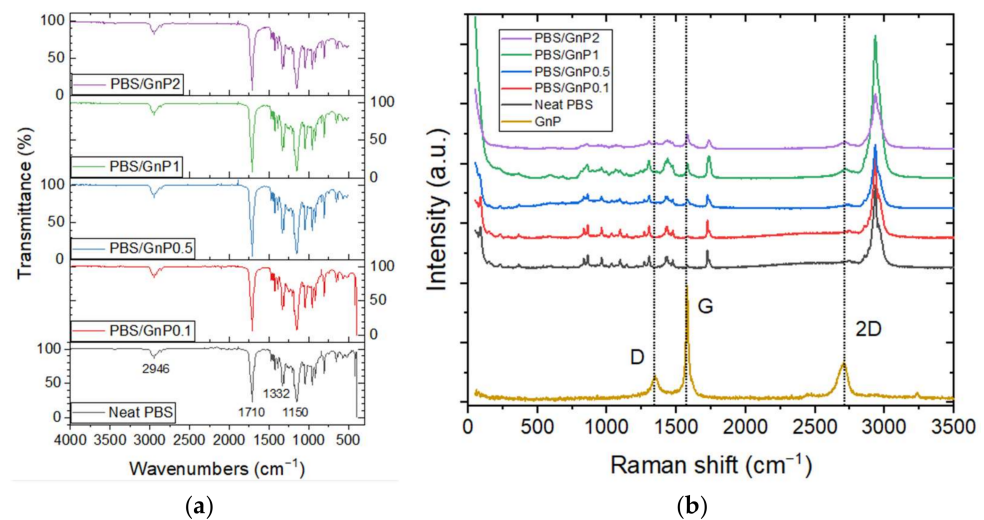 100
50
0
PBS/GnP2
100
50
0
PBS/GnP1
100
50
0
PBS/GnP0.5
100
50
0
PBS/GnP0.1
100
50
0
2946
1710
1332
1150
Neat PBS
4000 3500 3000 2500 2000 1500 1000 500
Transmittance (%)
Wavenumbers (cm⁻¹)
(a)
PBS/GnP2
PBS/GnP1
PBS/GnP0.5
PBS/GnP0.1
Neat PBS
GnP
D
G
2D
Intensity (a.u.)
0 500 1000 1500 2000 2500 3000 3500
Raman shift (cm⁻¹)
(b)